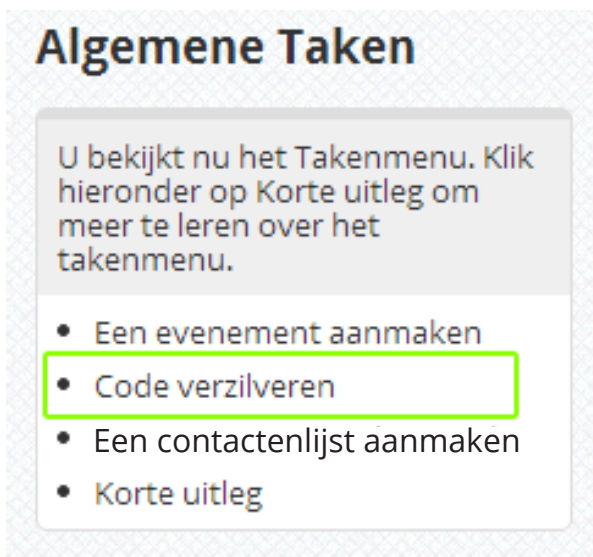 Algemene Taken
U bekijkt nu het Takenmenu. Klik
hieronder op Korte uitleg om
meer te leren over het
takenmenu.
• Een evenement aanmaken
• Code verzilveren
• Een contactenlijst aanmaken
• Korte uitleg